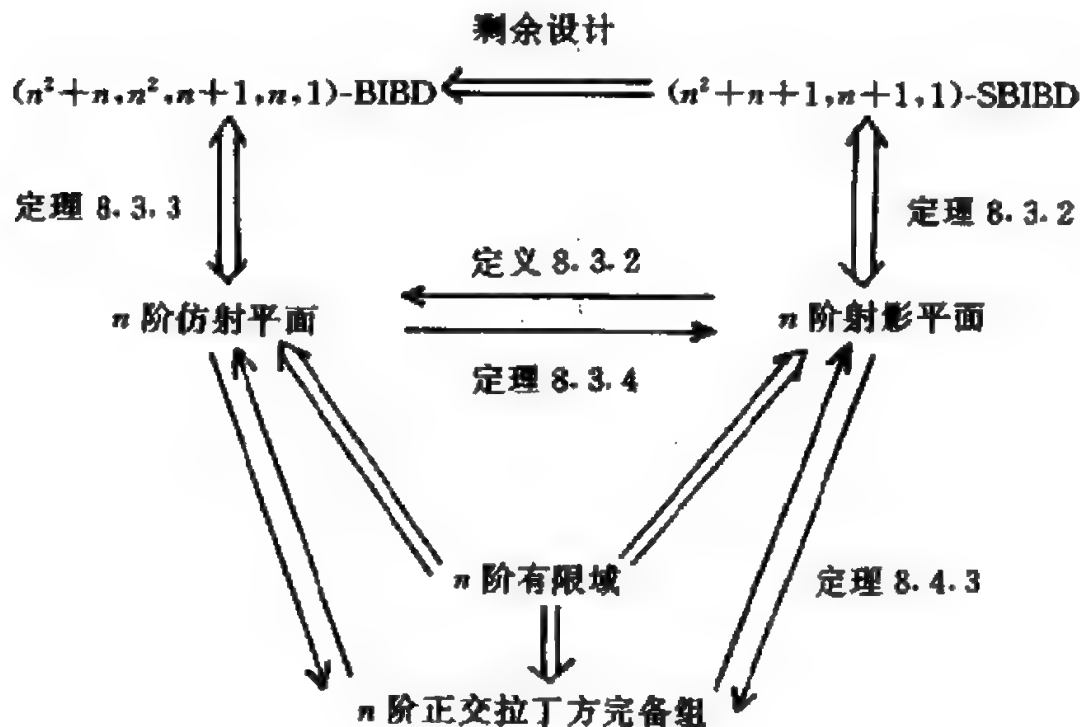 剩余设计
(n²+n,n²,n+1,n,1)-BIBD
(n²+n+1,n+1,1)-SBIBD
定理 8.3.3
定理 8.3.2
定义 8.3.2
n 阶仿射平面
n 阶射影平面
定理 8.3.4
n 阶有限域
定理 8.4.3
n 阶正交拉丁方完备组